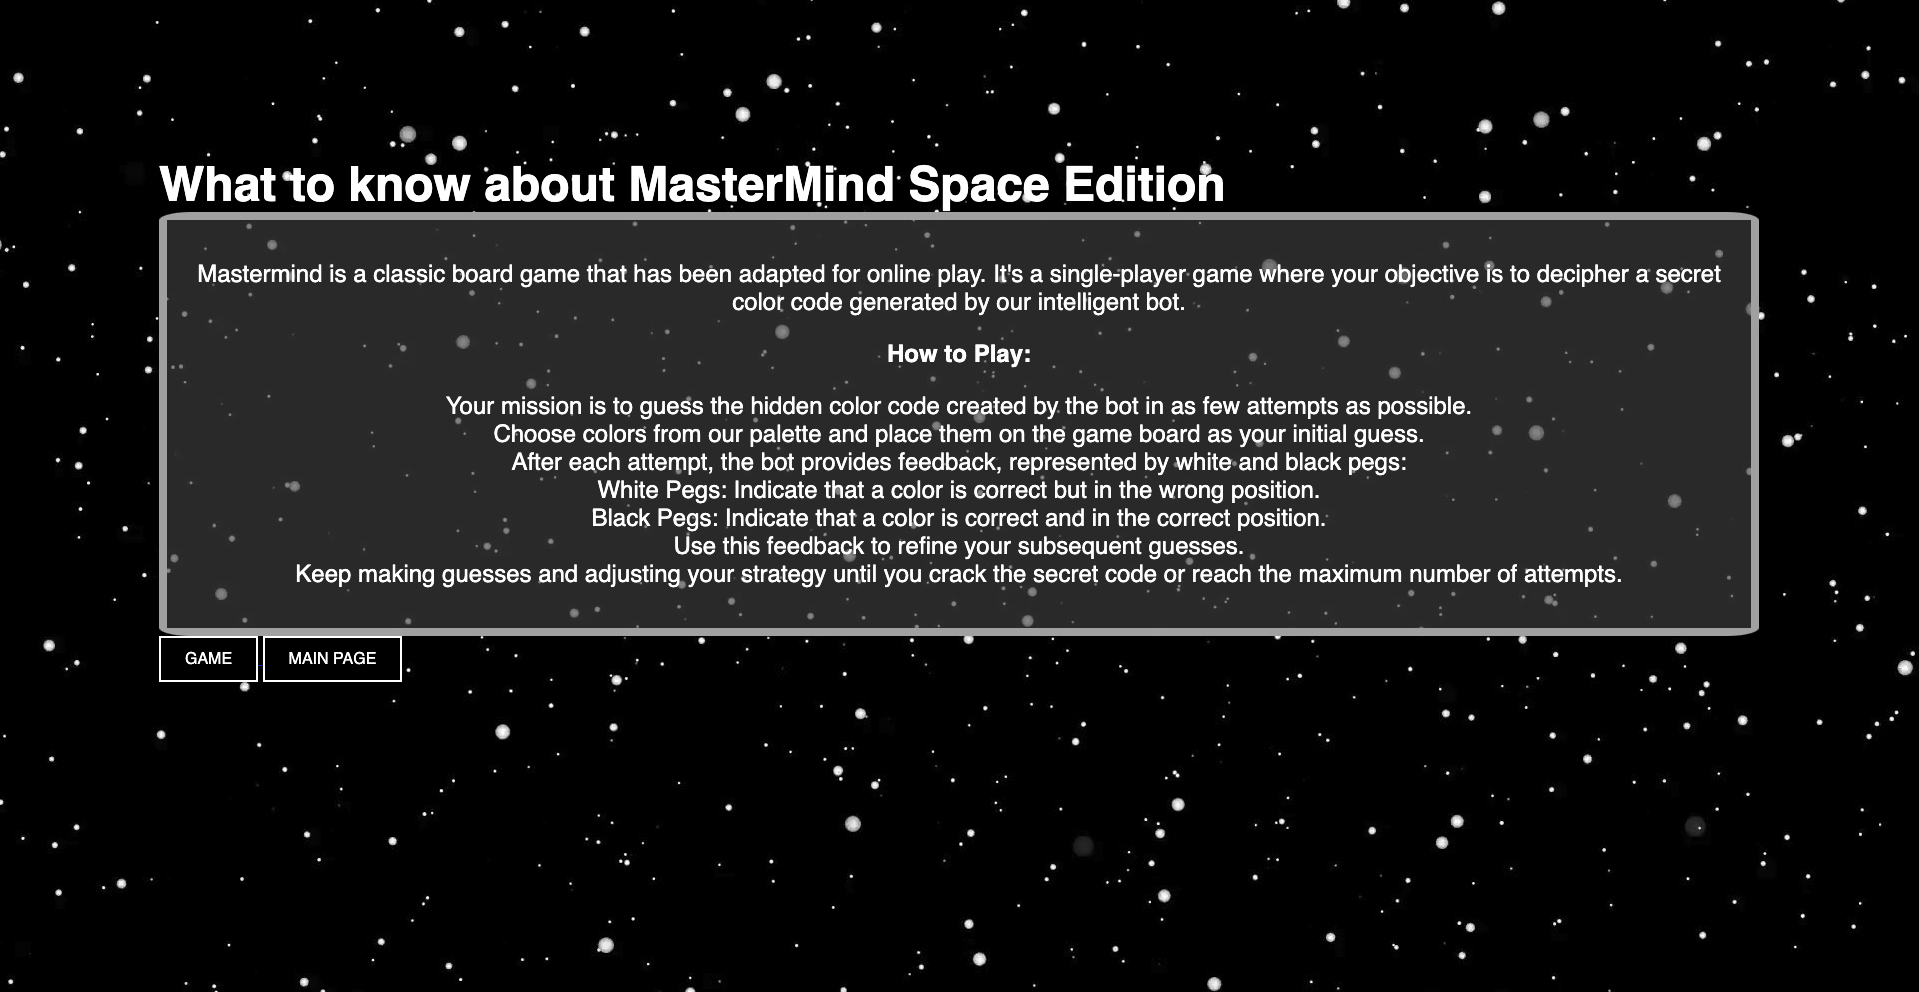 What to know about MasterMind Space Edition
Mastermind is a classic board game that has been adapted for online play. It's a single-player game where your objective is to decipher a secret
color code generated by our intelligent bot.
How to Play:
Your mission is to guess the hidden color code created by the bot in as few attempts as possible.
Choose colors from our palette and place them on the game board as your initial guess.
After each attempt, the bot provides feedback, represented by white and black pegs:
White Pegs: Indicate that a color is correct but in the wrong position.
Black Pegs: Indicate that a color is correct and in the correct position.
Use this feedback to refine your subsequent guesses.
Keep making guesses and adjusting your strategy until you crack the secret code or reach the maximum number of attempts.
GAME
MAIN PAGE